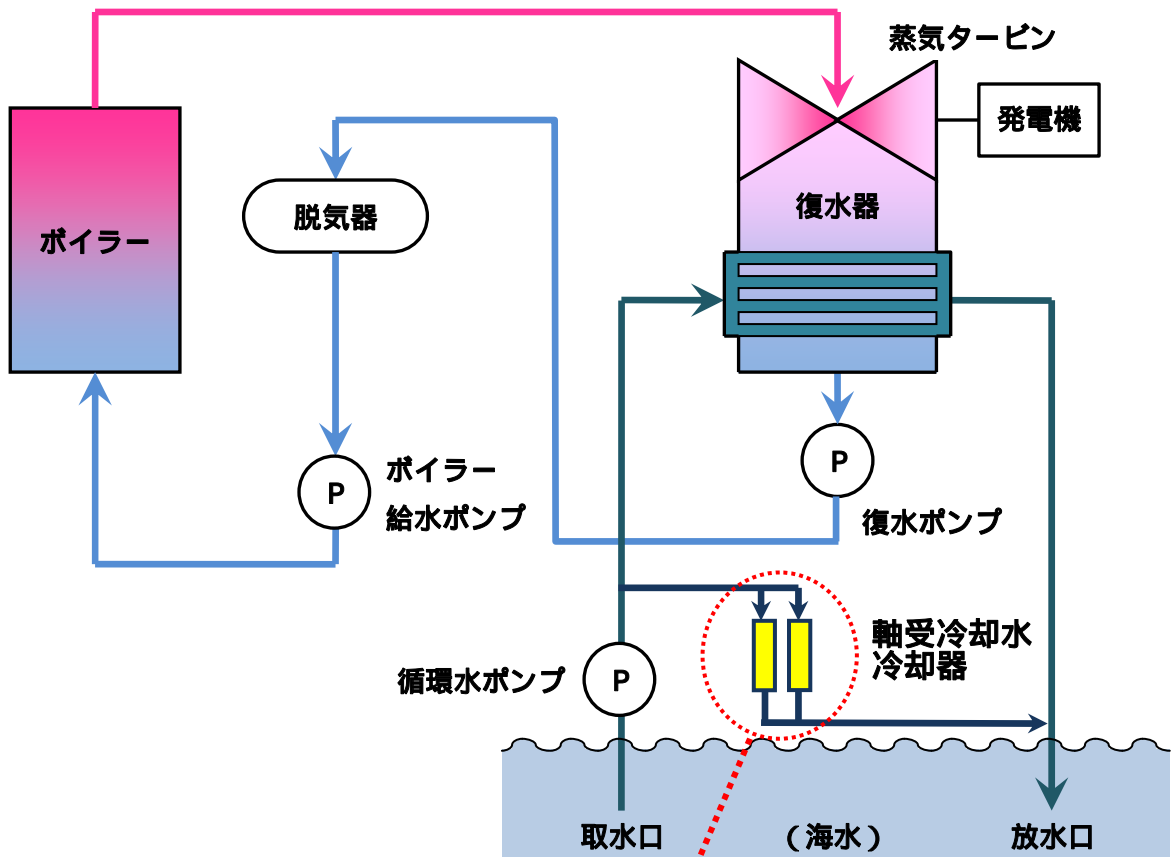 蒸気タービン
発電機
脱気器
復水器
ボイラー
P
ボイラー
給水ポンプ
P
復水ポンプ
軸受冷却水
冷却器
循環水ポンプ
P
取水口
（海水）
放水口